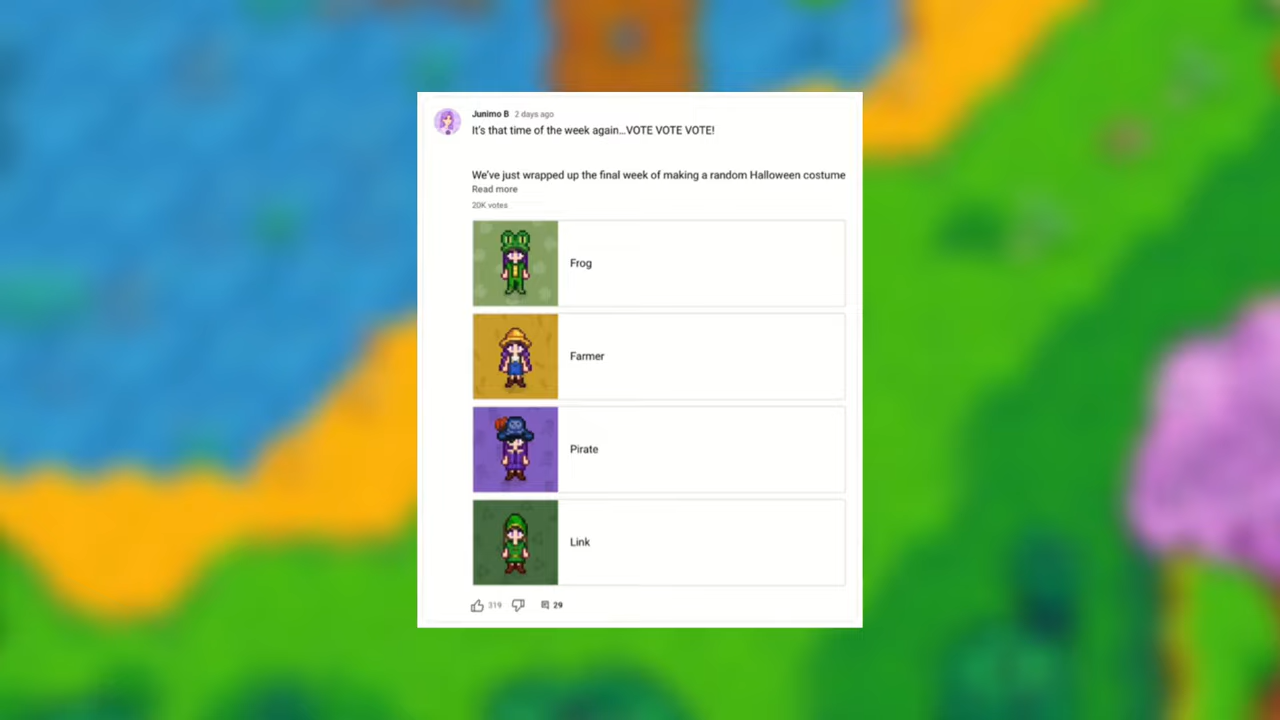 Junimo B 2 days ago
It's that time of the week again...VOTE VOTE VOTE!
We've just wrapped up the final week of making a random Halloween costume
Read more
20K votes
Frog
Farmer
Pirate
Link
319 29